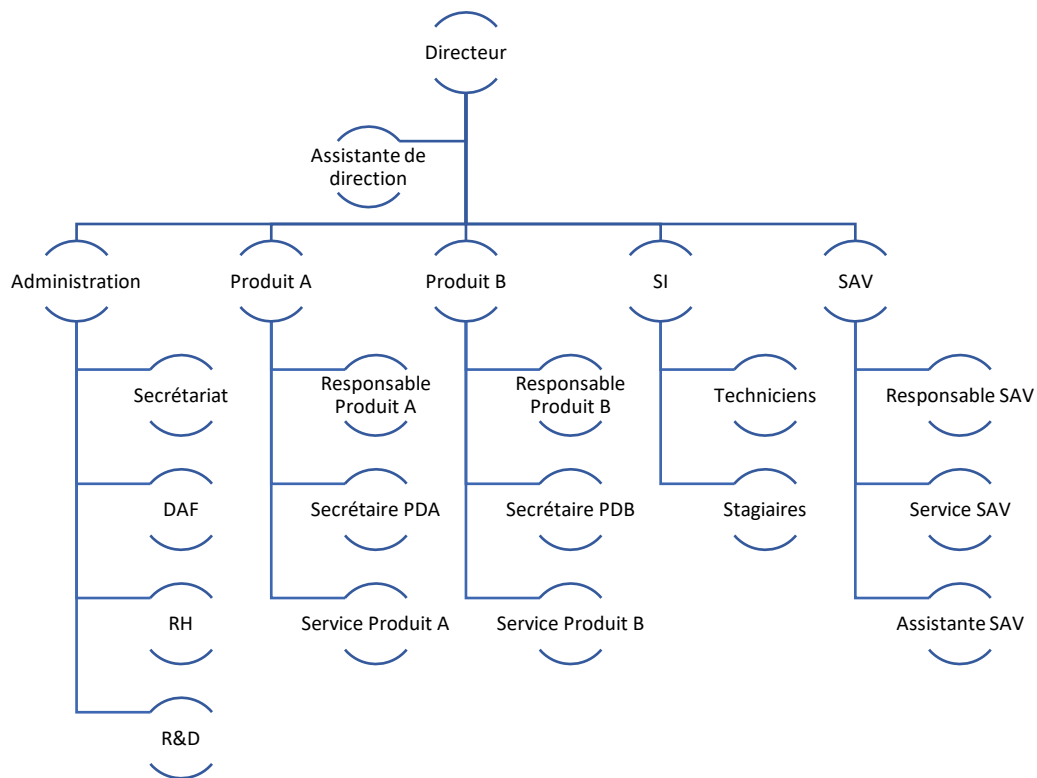 Directeur
Assistante de
direction
Administration
Produit A
Produit B
SI
SAV
Secrétariat
Responsable
Produit A
Responsable
Produit B
Techniciens
Responsable SAV
DAF
Secrétaire PDA
Secrétaire PDB
Stagiaires
Service SAV
RH
Service Produit A
Service Produit B
Assistante SAV
R&D